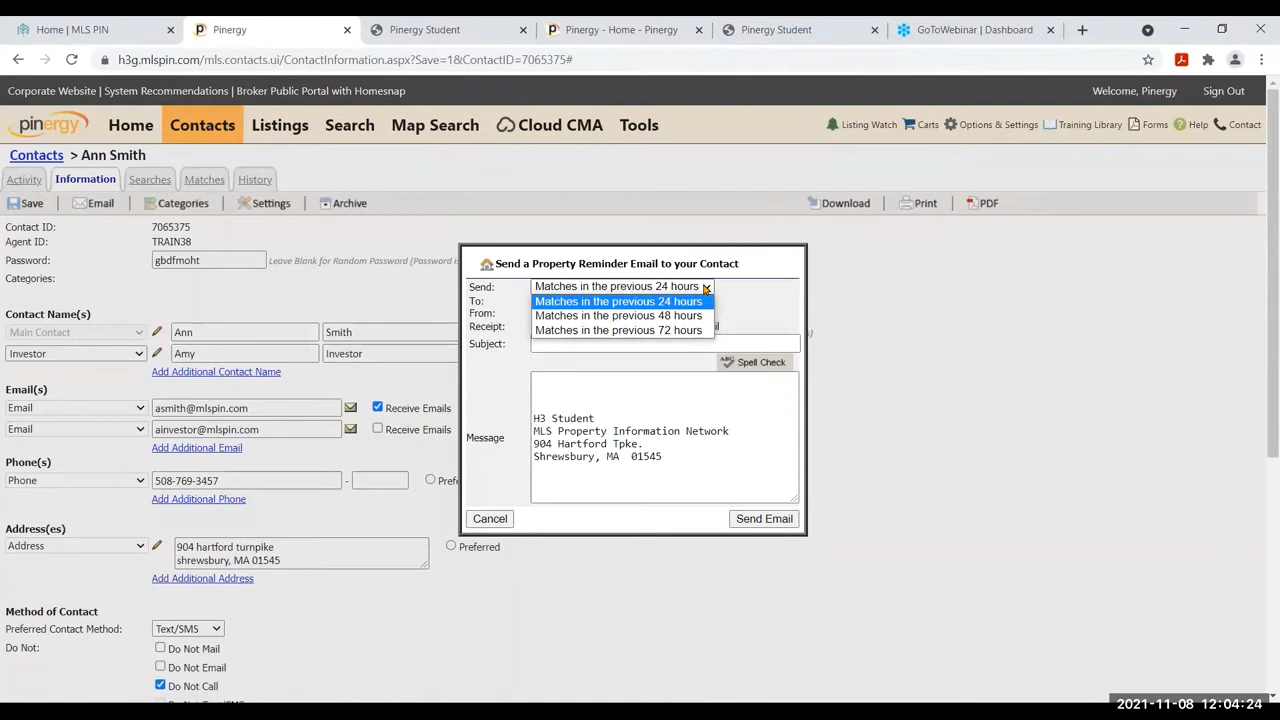 Home | MLS PIN
Pinergy
Pinergy Student
Pinergy - Home - Pinergy
Pinergy Student
GoToWebinar | Dashboard
h3g.mlspin.com/mls.contacts.ui/ContactInformation.aspx?Save=1&ContactID=7065375#
Corporate Website | System Recommendations | Broker Public Portal with Homesnap
Welcome, Pinergy Sign Out
pinergy Home Contacts Listings Search Map Search Cloud CMA Tools
Listing Watch Carts Options & Settings Training Library Forms Help Contact
Contacts > Ann Smith
Activity Information Searches Matches History
Save Email Categories Settings Archive Download Print PDF
Contact ID: 7065375
Agent ID: TRAIN38
Password: gbdfmoht Leave Blank for Random Password (Password is
Categories:
Contact Name(s)
Main Contact Ann Smith
Investor Amy Investor
Add Additional Contact Name
Email(s)
Email asmith@mlspin.com Receive Emails
Email ainvestor@mlspin.com Receive Emails
Add Additional Email
Phone(s)
Phone 508-769-3457 - Prefe
Add Additional Phone
Address(es)
Address 904 hartford turnpike
shrewsbury, MA 01545
Preferred
Add Additional Address
Method of Contact
Preferred Contact Method: Text/SMS
Do Not: Do Not Mail
Do Not Email
Do Not Call
Send a Property Reminder Email to your Contact
Send: Matches in the previous 24 hours
Matches in the previous 24 hours
Matches in the previous 48 hours
Matches in the previous 72 hours
To:
From:
Receipt:
Subject:
ABC Spell Check
Message
H3 Student
MLS Property Information Network
904 Hartford Tpke.
Shrewsbury, MA 01545
Cancel Send Email
2021-11-08 12:04:24